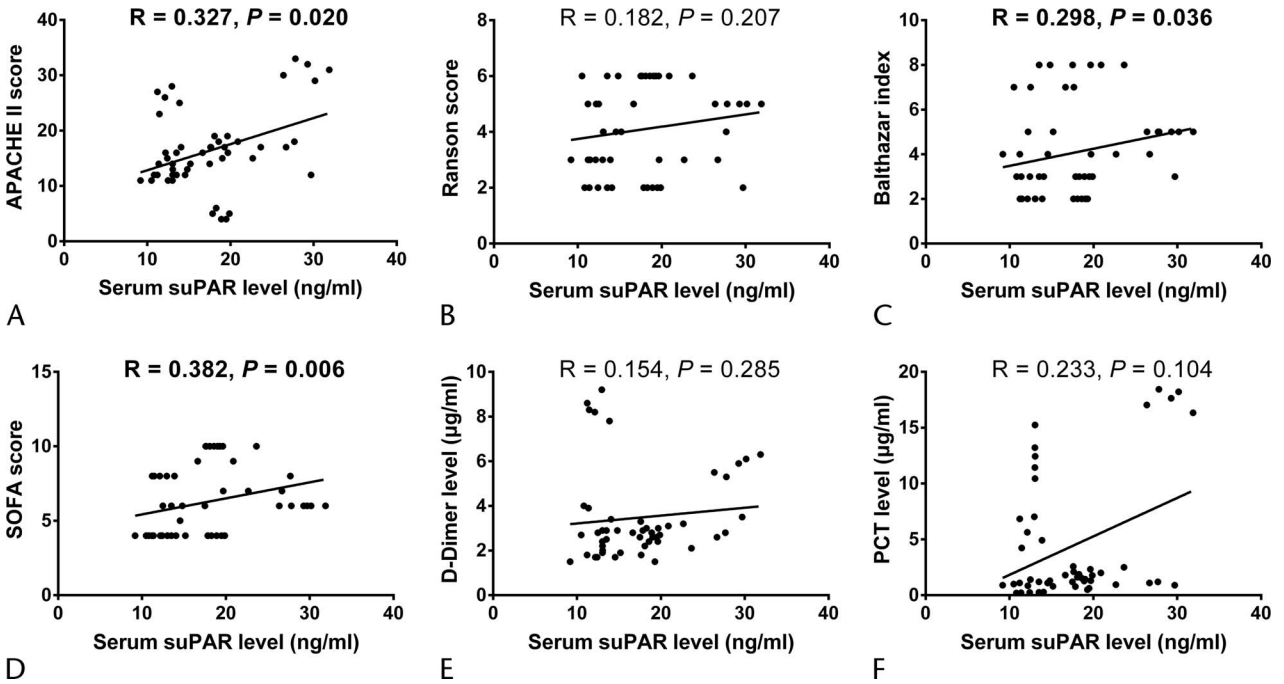 R = 0.327, P = 0.020
APACHE II score
40
30
20
10
0
0 10 20 30 40
Serum suPAR level (ng/ml)
A
R = 0.182, P = 0.207
Ranson score
8
6
4
2
0
0 10 20 30 40
Serum suPAR level (ng/ml)
B
R = 0.298, P = 0.036
Balthazar index
10
8
6
4
2
0
0 10 20 30 40
Serum suPAR level (ng/ml)
C
R = 0.382, P = 0.006
SOFA score
15
10
5
0
0 10 20 30 40
Serum suPAR level (ng/ml)
D
R = 0.154, P = 0.285
D-Dimer level (µg/ml)
10
8
6
4
2
0
0 10 20 30 40
Serum suPAR level (ng/ml)
E
R = 0.233, P = 0.104
PCT level (µg/ml)
20
15
10
5
0
0 10 20 30 40
Serum suPAR level (ng/ml)
F